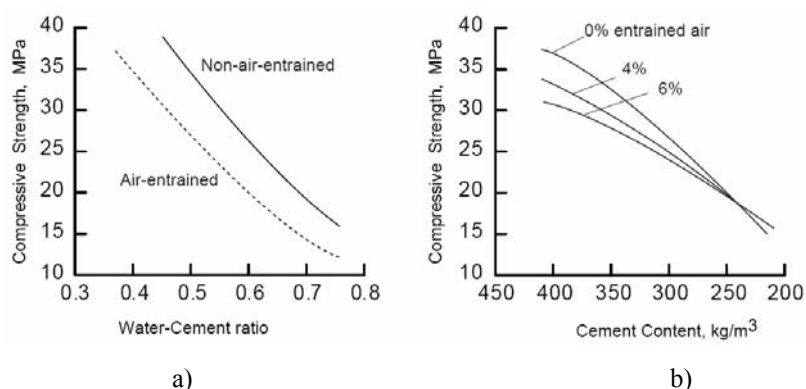 Compressive Strength, MPa
40
35
30
25
20
15
10
0.3 0.4 0.5 0.6 0.7 0.8
Non-air-entrained
Air-entrained
Water-Cement ratio
a)
Compressive Strength, MPa
40
35
30
25
20
15
10
450 400 350 300 250 200
0% entrained air
4%
6%
Cement Content, kg/m³
b)